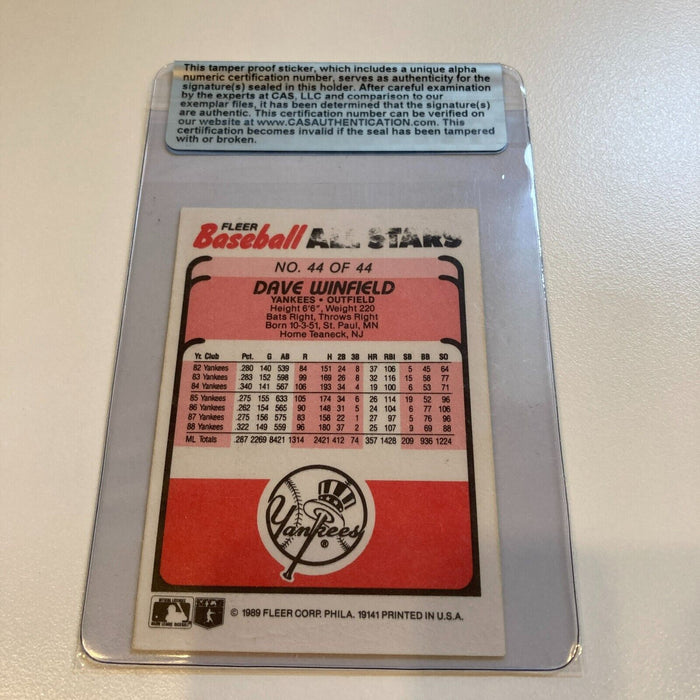 This tamper proof sticker, which includes a unique alpha
numeric certification number, serves as authenticity for the
signature(s) sealed in this holder. After careful examination
by the experts at CAS, LLC and comparison to our
exemplar files, it has been determined that the signature(s)
are authentic. This certification number can be verified on
our website at www.CASAUTHENTICATION.com. This
certification becomes invalid if the seal has been tampered
with or broken.
FLEER
Baseball ALL STARS
NO. 44 OF 44
DAVE WINFIELD
YANKEES • OUTFIELD
Height 6'6", Weight 220
Bats Right, Throws Right
Born 10-3-51, St. Paul, MN
Home Teaneck, NJ
Yr. Club Pct. G AB R H 2B 3B HR RBI SB BB SO
82 Yankees .280 140 539 84 151 24 8 37 106 5 45 64
83 Yankees .283 152 598 99 169 26 8 32 116 15 58 77
84 Yankees .340 141 567 106 193 34 4 19 100 6 53 71
85 Yankees .275 155 633 105 174 34 6 26 114 19 52 96
86 Yankees .262 154 565 90 148 31 5 24 104 6 77 106
87 Yankees .275 156 575 83 158 22 1 27 97 5 76 96
88 Yankees .322 149 559 96 180 37 2 25 107 9 69 88
ML Totals .287 2269 8421 1314 2421 412 74 357 1428 209 936 1224
Yankees
®
© 1989 FLEER CORP. PHILA. 19141 PRINTED IN U.S.A.